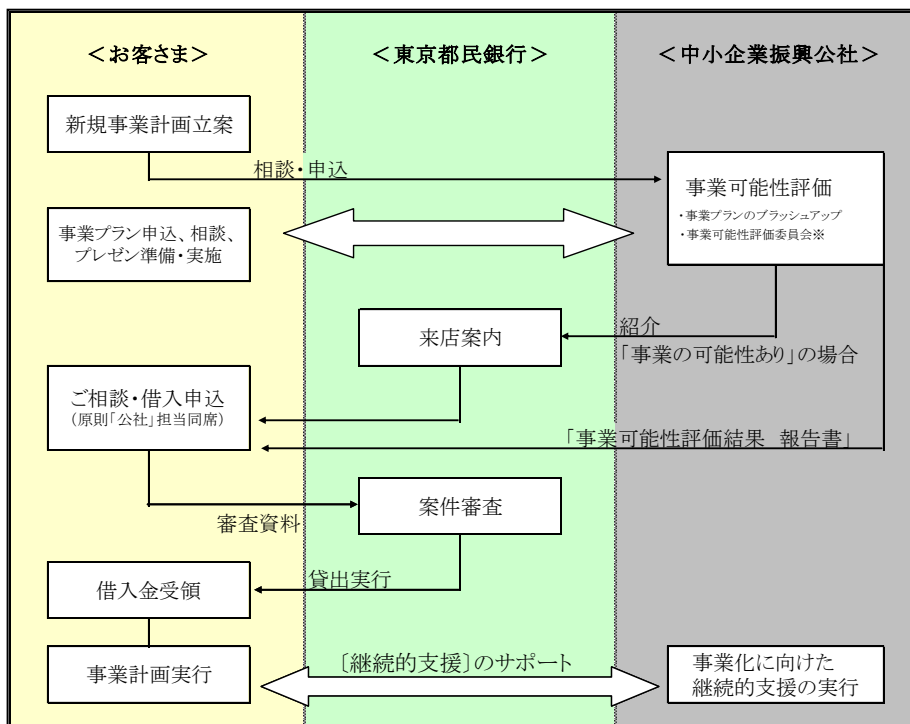 ＜お客さま＞
＜東京都民銀行＞
＜中小企業振興公社＞
新規事業計画立案
相談・申込
事業可能性評価
・事業プランのブラッシュアップ
・事業可能性評価委員会※
事業プラン申込、相談、
プレゼン準備・実施
来店案内
紹介
「事業の可能性あり」の場合
ご相談・借入申込
（原則「公社」担当同席）
「事業可能性評価結果　報告書」
審査資料
案件審査
貸出実行
借入金受領
事業計画実行
〔継続的支援〕のサポート
事業化に向けた
継続的支援の実行